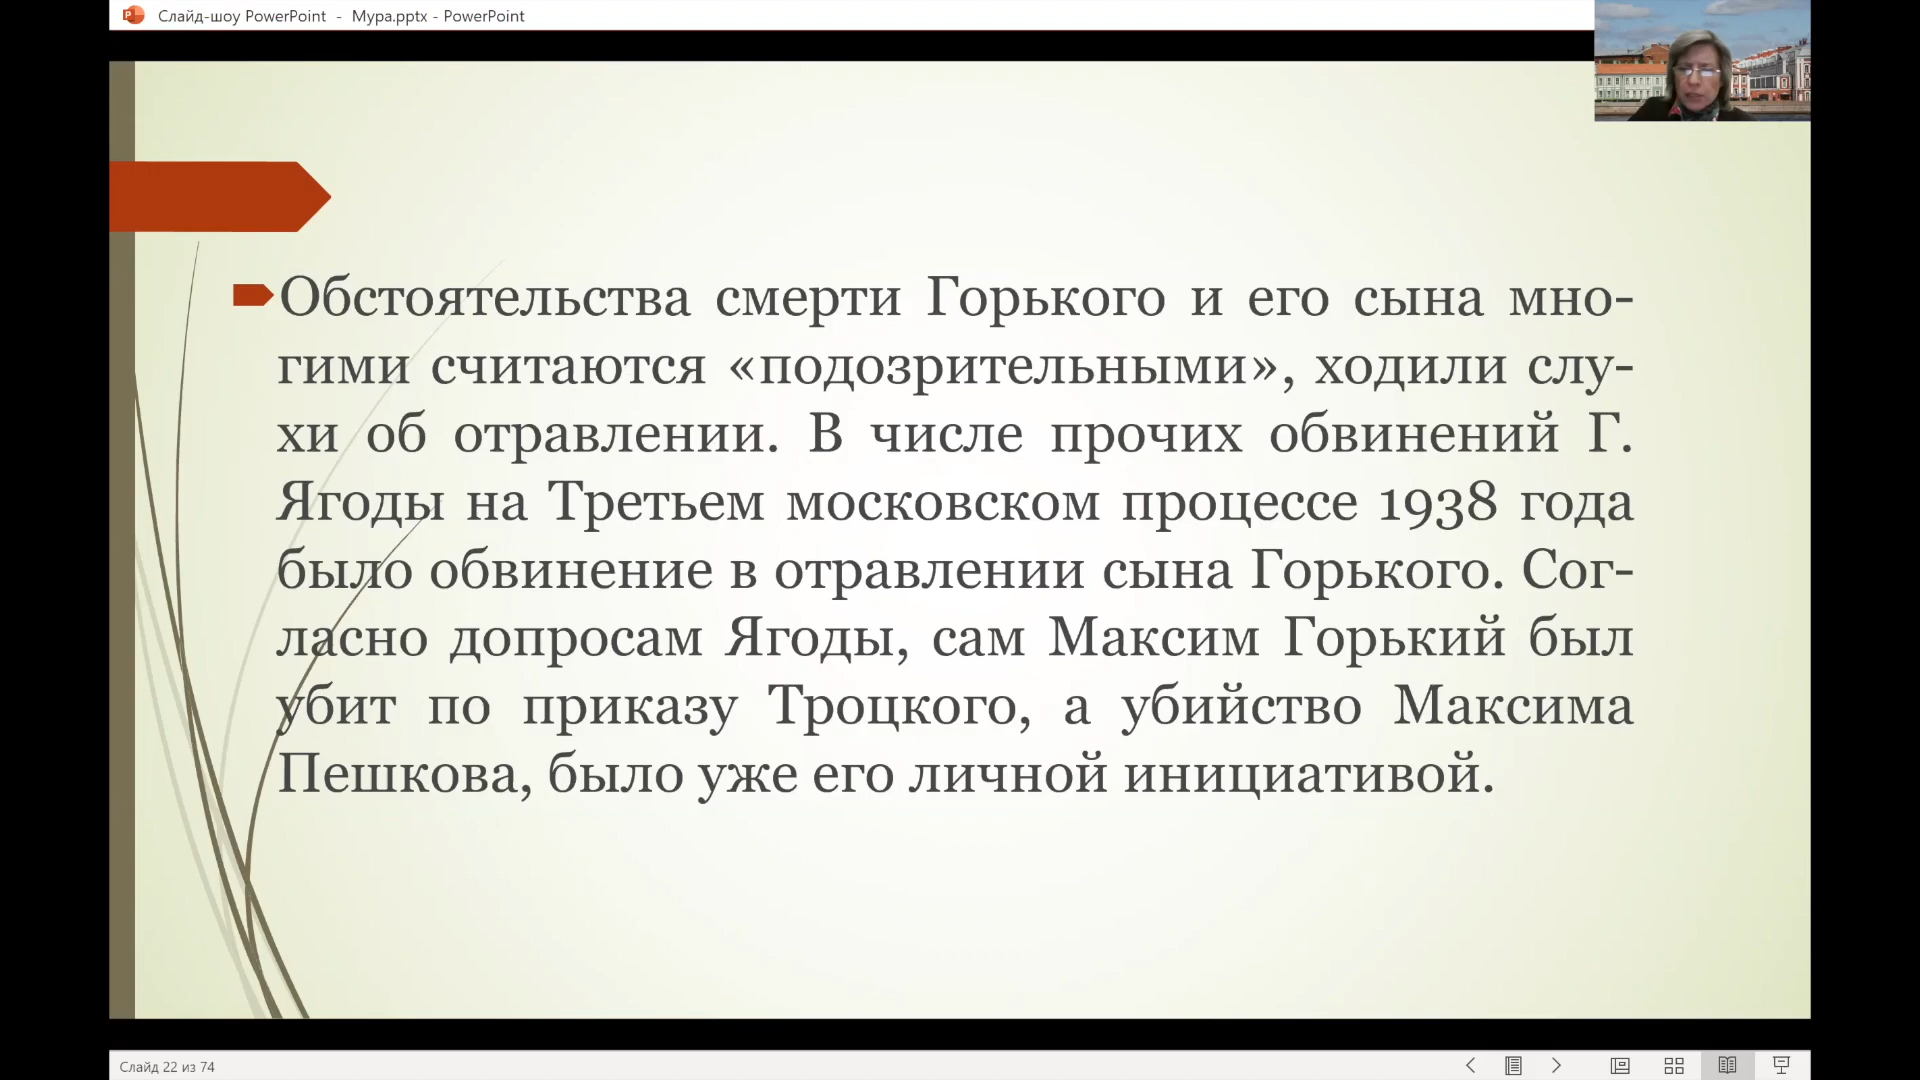 Слайд-шоу PowerPoint - Мура.pptx - PowerPoint
Обстоятельства смерти Горького и его сына мно-
гими считаются «подозрительными», ходили слу-
хи об отравлении. В числе прочих обвинений Г.
Ягоды на Третьем московском процессе 1938 года
было обвинение в отравлении сына Горького. Сог-
ласно допросам Ягоды, сам Максим Горький был
убит по приказу Троцкого, а убийство Максима
Пешкова, было уже его личной инициативой.
Слайд 22 из 74